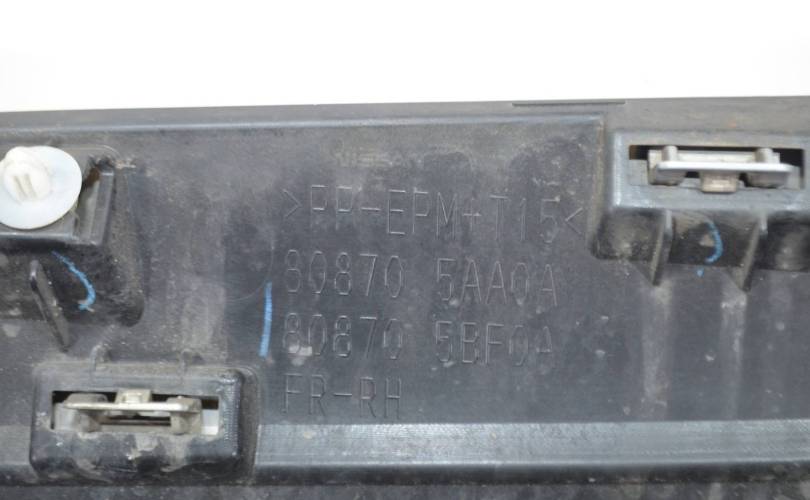 NISSAN
>PP-EPM+T15<
80870 5AA0A
80870 5BF0A
FR-RH